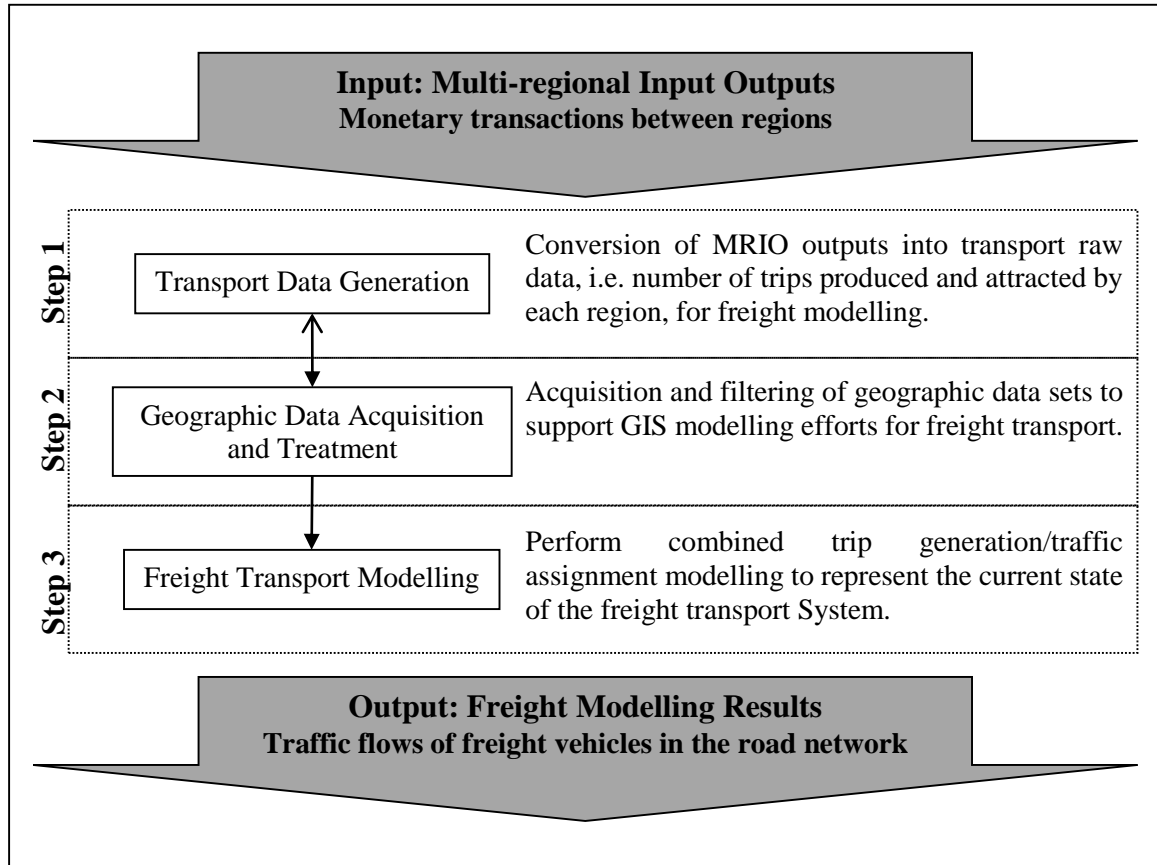 Input: Multi-regional Input Outputs
Monetary transactions between regions
Step 1
Transport Data Generation
Conversion of MRIO outputs into transport raw
data, i.e. number of trips produced and attracted by
each region, for freight modelling.
Step 2
Geographic Data Acquisition
and Treatment
Acquisition and filtering of geographic data sets to
support GIS modelling efforts for freight transport.
Step 3
Freight Transport Modelling
Perform combined trip generation/traffic
assignment modelling to represent the current state
of the freight transport System.
Output: Freight Modelling Results
Traffic flows of freight vehicles in the road network